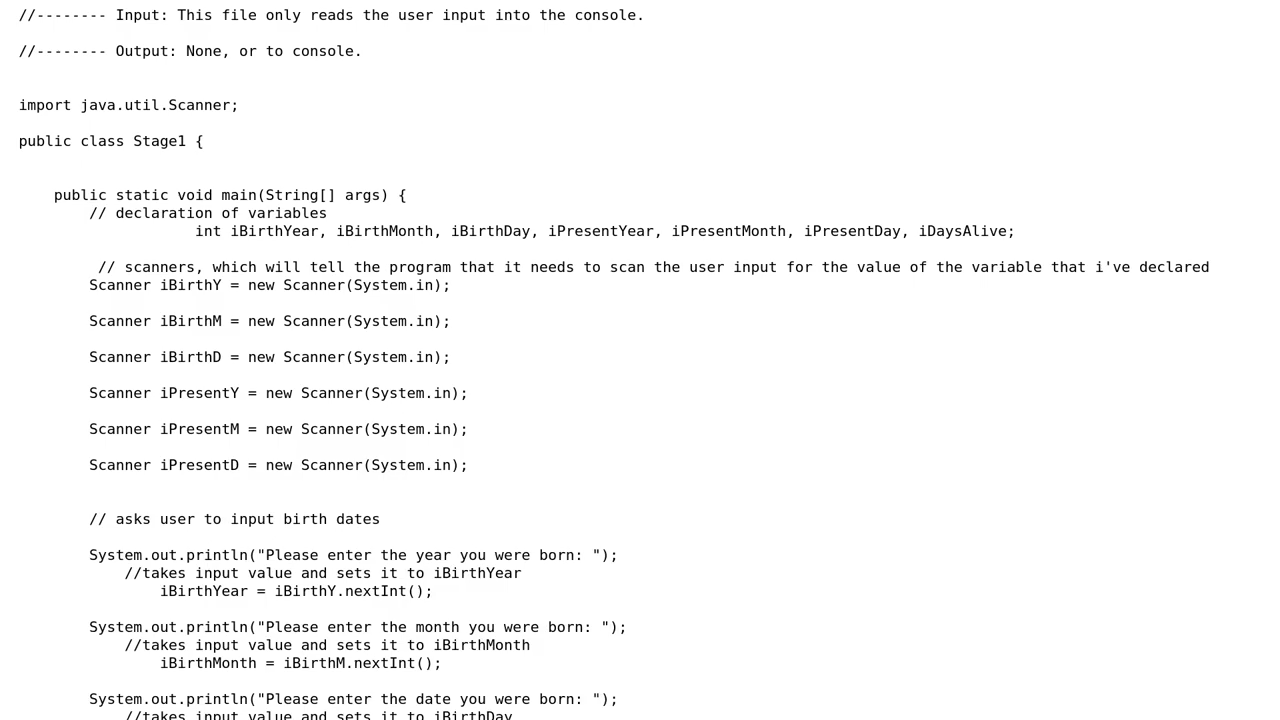 //-------- Input: This file only reads the user input into the console.
//-------- Output: None, or to console.
import java.util.Scanner;
public class Stage1 {
public static void main(String[] args) {
// declaration of variables
int iBirthYear, iBirthMonth, iBirthDay, iPresentYear, iPresentMonth, iPresentDay, iDaysAlive;
// scanners, which will tell the program that it needs to scan the user input for the value of the variable that i've declared
Scanner iBirthY = new Scanner(System.in);
Scanner iBirthM = new Scanner(System.in);
Scanner iBirthD = new Scanner(System.in);
Scanner iPresentY = new Scanner(System.in);
Scanner iPresentM = new Scanner(System.in);
Scanner iPresentD = new Scanner(System.in);
// asks user to input birth dates
System.out.println("Please enter the year you were born: ");
//takes input value and sets it to iBirthYear
iBirthYear = iBirthY.nextInt();
System.out.println("Please enter the month you were born: ");
//takes input value and sets it to iBirthMonth
iBirthMonth = iBirthM.nextInt();
System.out.println("Please enter the date you were born: ");
//takes input value and sets it to iBirthDay